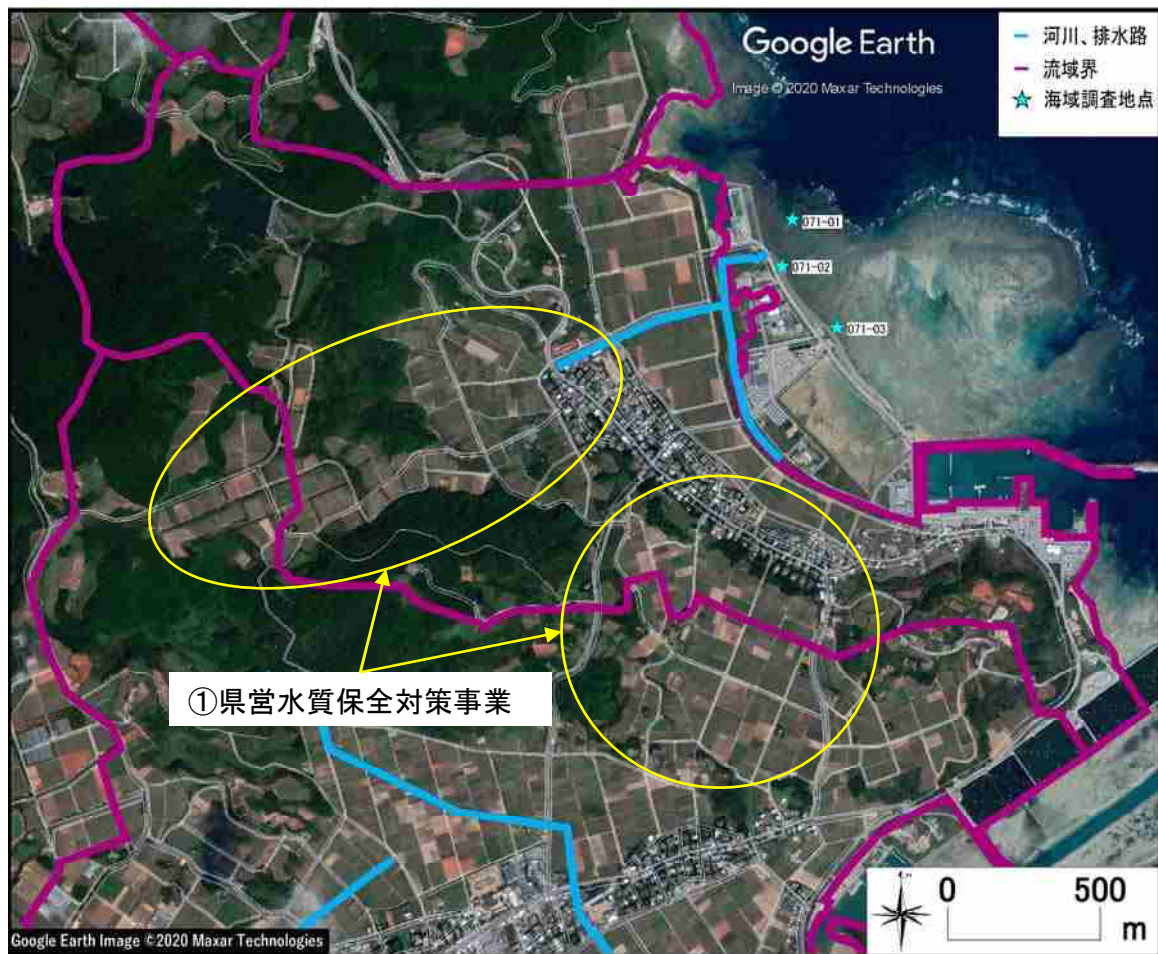 Google Earth
Image © 2020 Maxar Technologies
河川、排水路
流域界
海域調査地点
071-01
071-02
071-03
①県営水質保全対策事業
0 500
m
Google Earth Image ©2020 Maxar Technologies